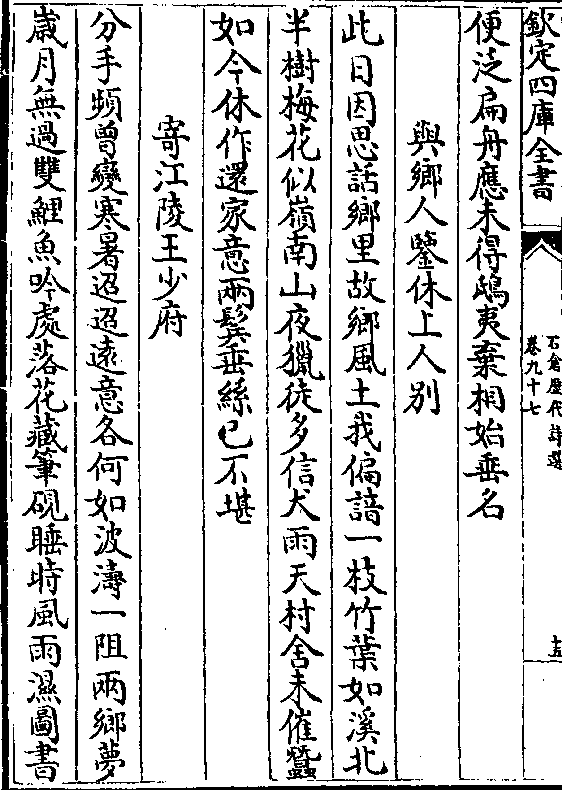 欽定四庫全書
石倉歷代詩選
卷九十七
十五
便泛扁舟應未得鴟夷棄相始垂名
與鄉人鑒休上人別
此日因思話鄉里故鄉風土我偏諳一枝竹葉如溪北
半樹梅花似嶺南山夜獵徒多信犬雨天村舍未催蠶
如今休作還家意兩鬂垂絲已不堪
寄江陵王少府
分手頻曾變寒暑迢迢遠意各何如波濤一阻兩鄉夢
歲月無過雙鯉魚吟處落花藏筆硯睡時風雨濕圖書